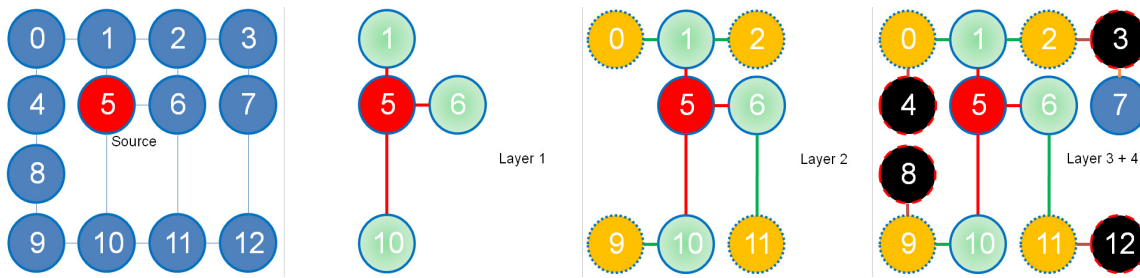 0 1 2 3
4 5 6 7
Source
8
9 10 11 12
1
5 6
Layer 1
10
0 1 2
5 6
Layer 2
9 10 11
0 1 2 3
4 5 6 7
8
Layer 3 + 4
9 10 11 12